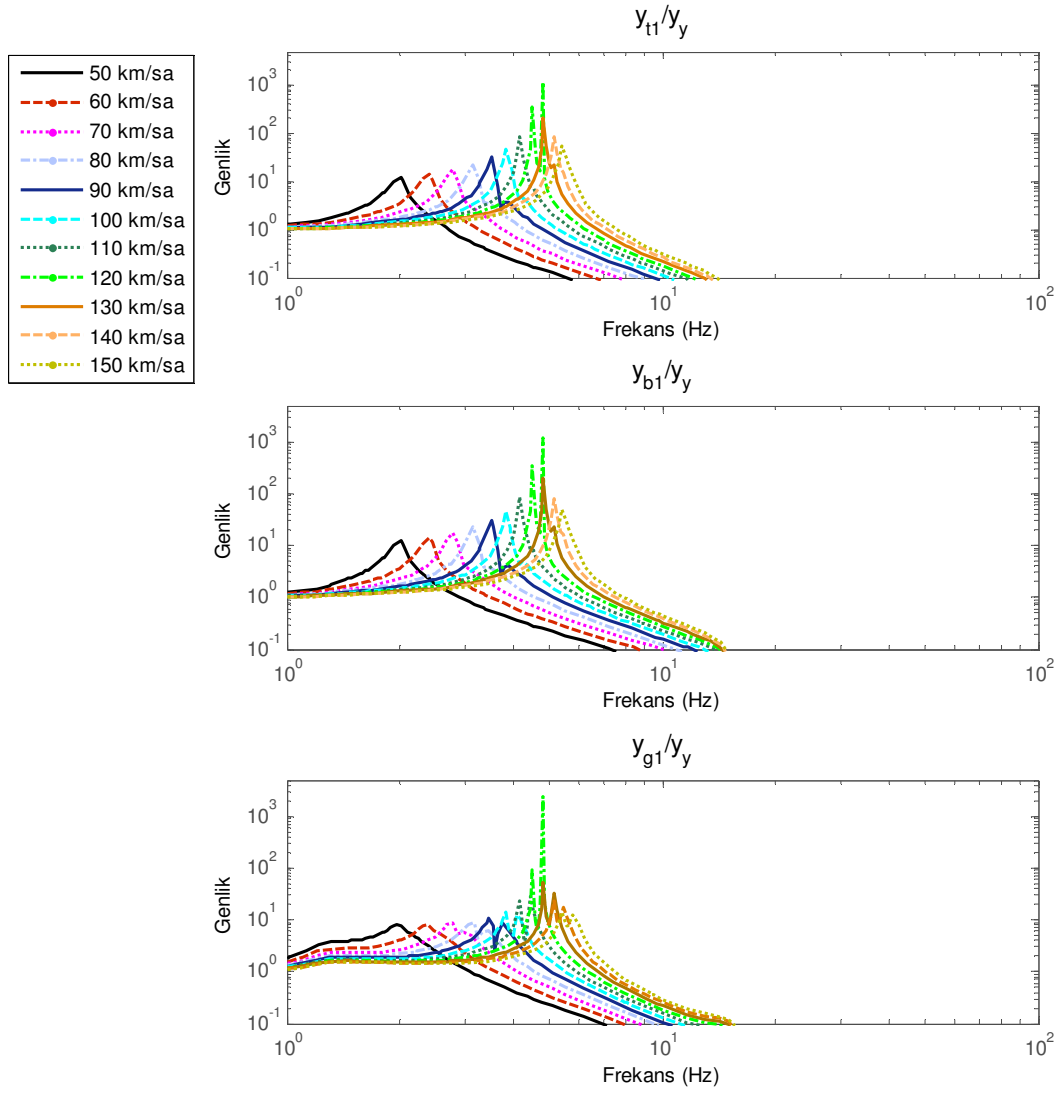 50 km/sa
60 km/sa
70 km/sa
80 km/sa
90 km/sa
100 km/sa
110 km/sa
120 km/sa
130 km/sa
140 km/sa
150 km/sa
y_t1/y_y
Genlik
10^3
10^2
10^1
10^0
10^-1
10^0 10^1 10^2
Frekans (Hz)
y_b1/y_y
Genlik
10^3
10^2
10^1
10^0
10^-1
10^0 10^1 10^2
Frekans (Hz)
y_g1/y_y
Genlik
10^3
10^2
10^1
10^0
10^-1
10^0 10^1 10^2
Frekans (Hz)